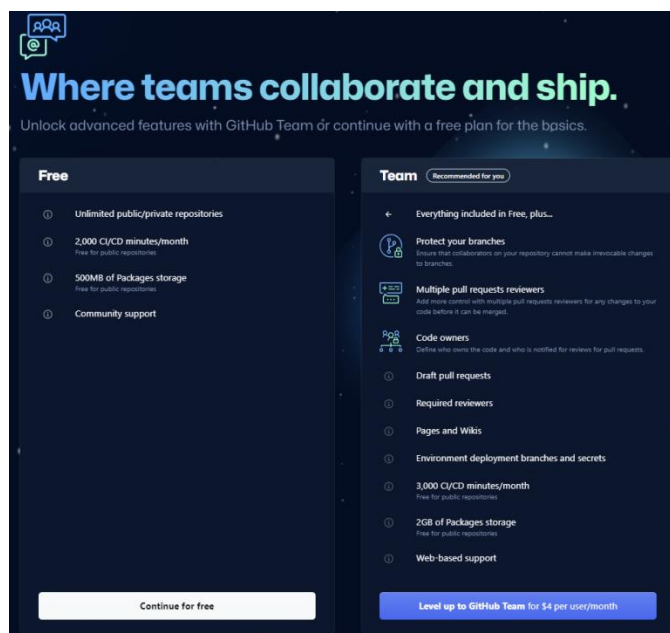 Where teams collaborate and ship.
Unlock advanced features with GitHub Team or continue with a free plan for the basics.
Free
Unlimited public/private repositories
2,000 CI/CD minutes/month
Free for public repositories
500MB of Packages storage
Free for public repositories
Community support
Continue for free
Team
Recommended for you
Everything included in Free, plus...
Protect your branches
Ensure that collaborators on your repository cannot make irrevocable changes
to branches.
Multiple pull requests reviewers
Add more control with multiple pull requests reviewers for any changes to your
code before it can be merged.
Code owners
Define who owns the code and who is notified for reviews for pull requests.
Draft pull requests
Required reviewers
Pages and Wikis
Environment deployment branches and secrets
3,000 CI/CD minutes/month
Free for public repositories
2GB of Packages storage
Free for public repositories
Web-based support
Level up to GitHub Team for $4 per user/month